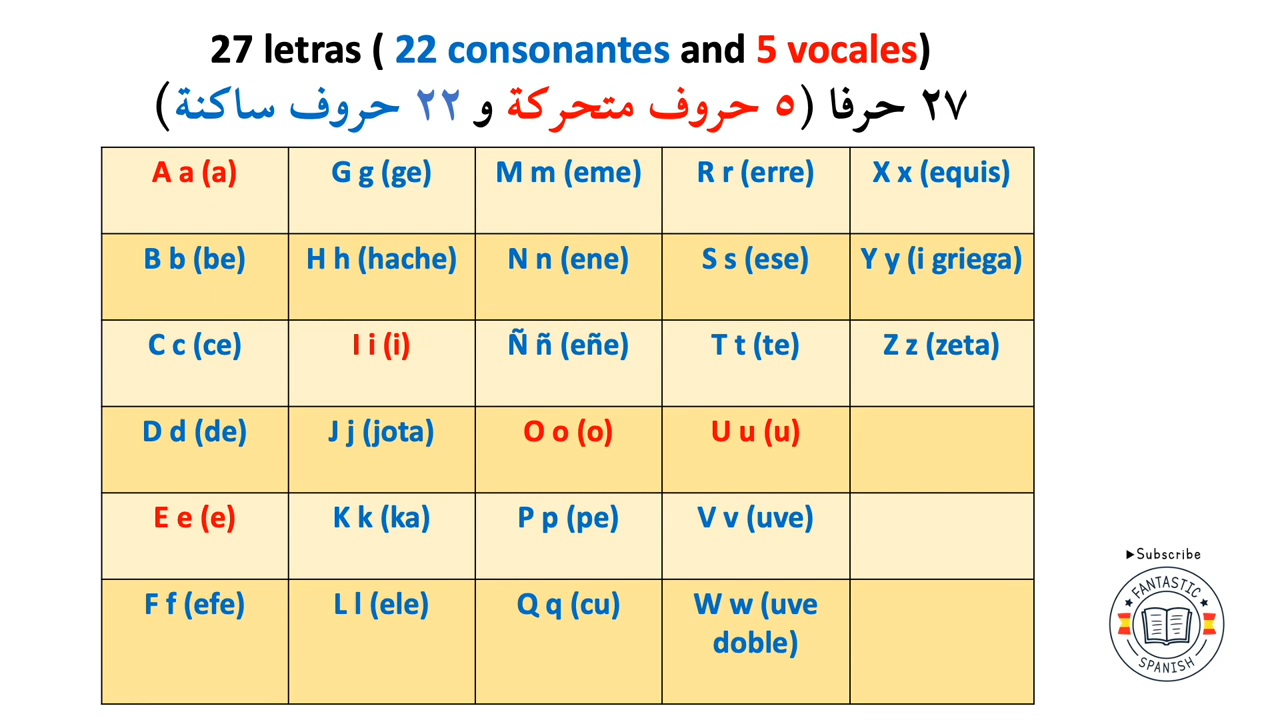 27 letras ( 22 consonantes and 5 vocales)
٢٧ حرفا (٥ حروف متحركة و ٢٢ حروف ساكنة)
A a (a) G g (ge) M m (eme) R r (erre) X x (equis)
B b (be) H h (hache) N n (ene) S s (ese) Y y (i griega)
C c (ce) I i (i) Ñ ñ (eñe) T t (te) Z z (zeta)
D d (de) J j (jota) O o (o) U u (u)
E e (e) K k (ka) P p (pe) V v (uve)
F f (efe) L l (ele) Q q (cu) W w (uve
doble)
Subscribe
FANTASTIC
SPANISH